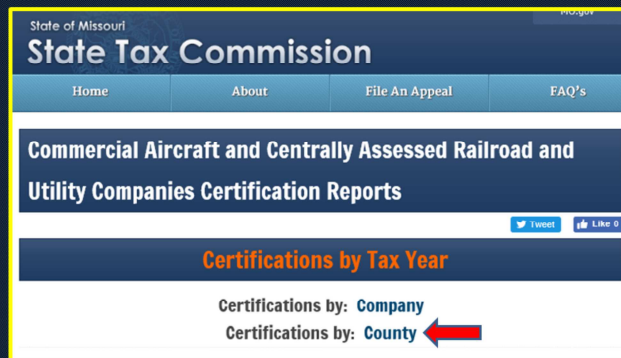 MO.gov
State of Missouri
State Tax Commission
Home About File An Appeal FAQ's
Commercial Aircraft and Centrally Assessed Railroad and
Utility Companies Certification Reports
Tweet Like 0
Certifications by Tax Year
Certifications by: Company
Certifications by: County